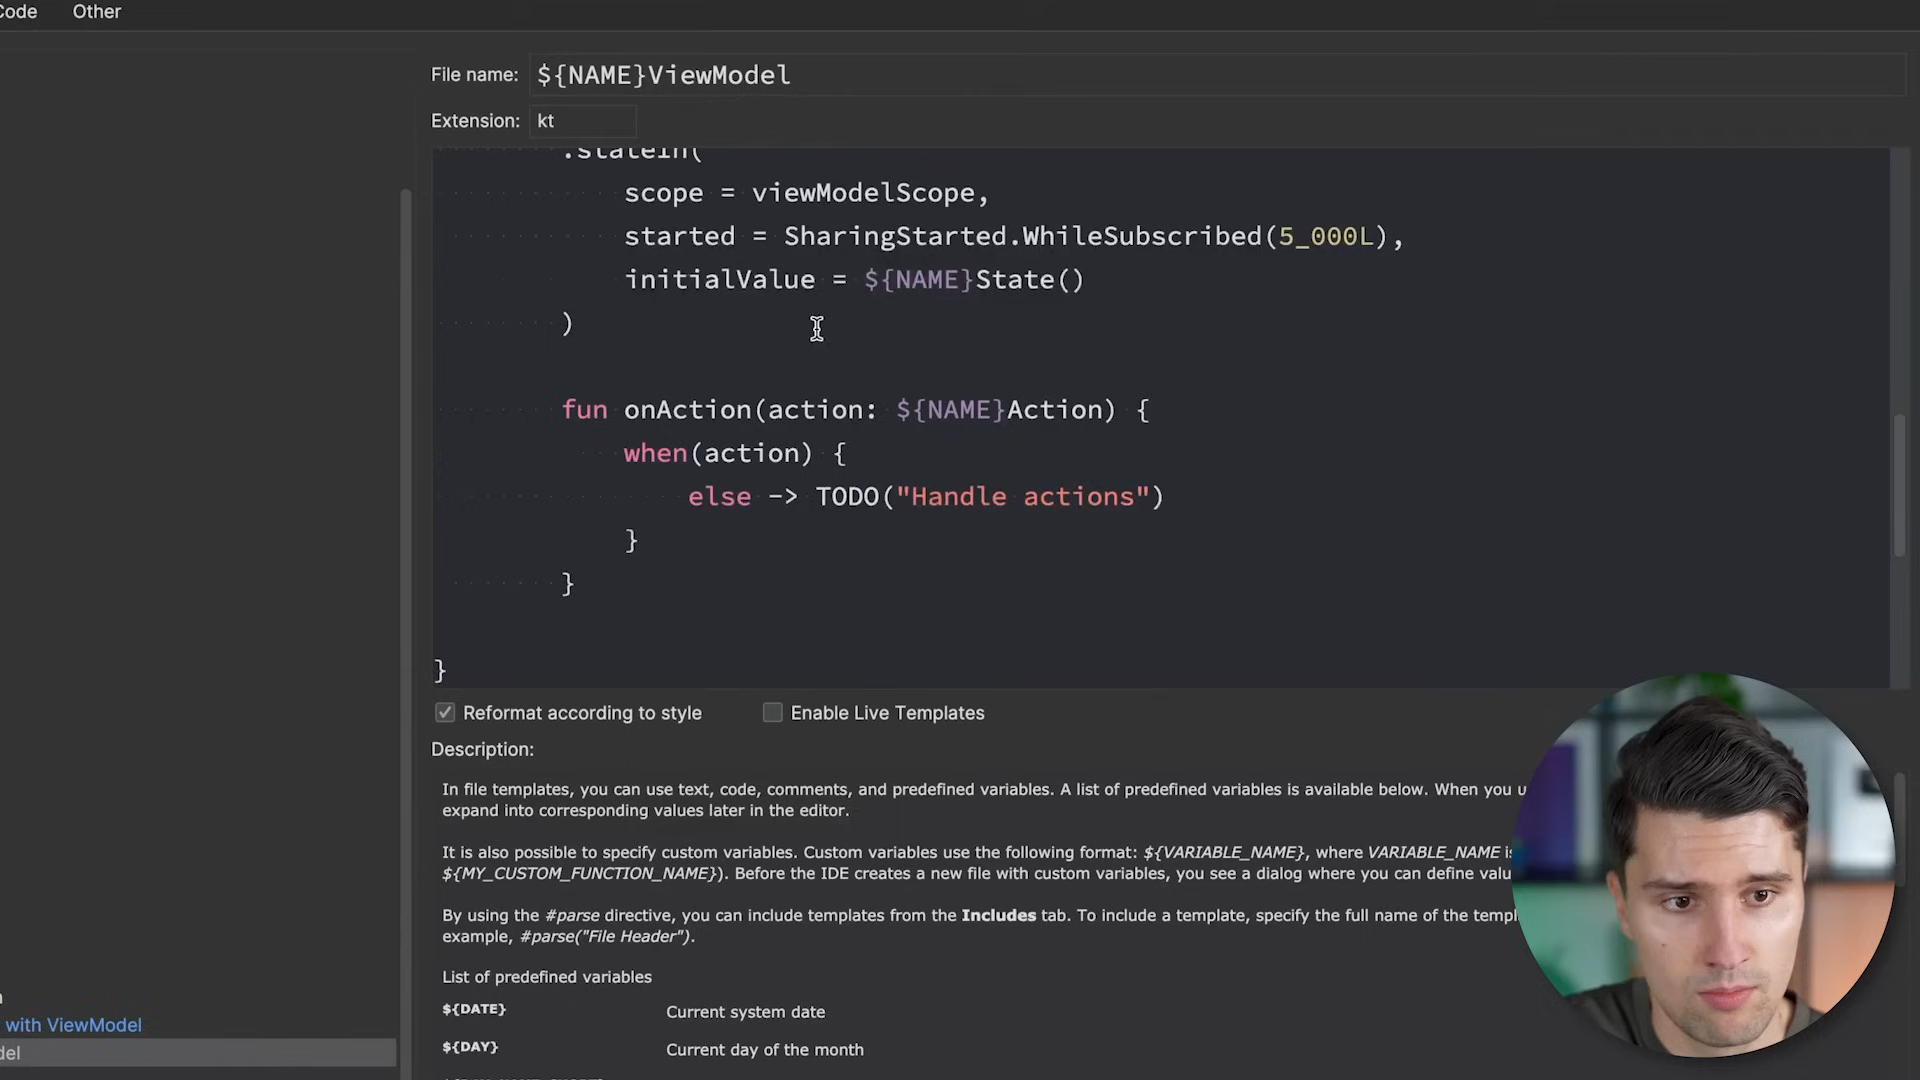 Code Other
File name: ${NAME}ViewModel
Extension: kt
.stateIn(
scope = viewModelScope,
started = SharingStarted.WhileSubscribed(5_000L),
initialValue = ${NAME}State()
)
fun onAction(action: ${NAME}Action) {
when(action) {
else -> TODO("Handle actions")
}
}
}
Reformat according to style Enable Live Templates
Description:
In file templates, you can use text, code, comments, and predefined variables. A list of predefined variables is available below. When you u
expand into corresponding values later in the editor.
It is also possible to specify custom variables. Custom variables use the following format: ${VARIABLE_NAME}, where VARIABLE_NAME is
${MY_CUSTOM_FUNCTION_NAME}). Before the IDE creates a new file with custom variables, you see a dialog where you can define valu
By using the #parse directive, you can include templates from the Includes tab. To include a template, specify the full name of the templ
example, #parse("File Header").
List of predefined variables
${DATE} Current system date
with ViewModel
del
${DAY} Current day of the month